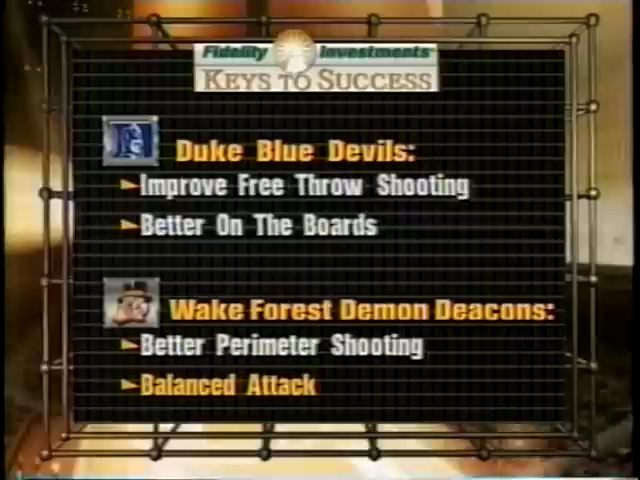 Fidelity Investments
KEYS TO SUCCESS
Duke Blue Devils:
►Improve Free Throw Shooting
►Better On The Boards
Wake Forest Demon Deacons:
►Better Perimeter Shooting
►Balanced Attack